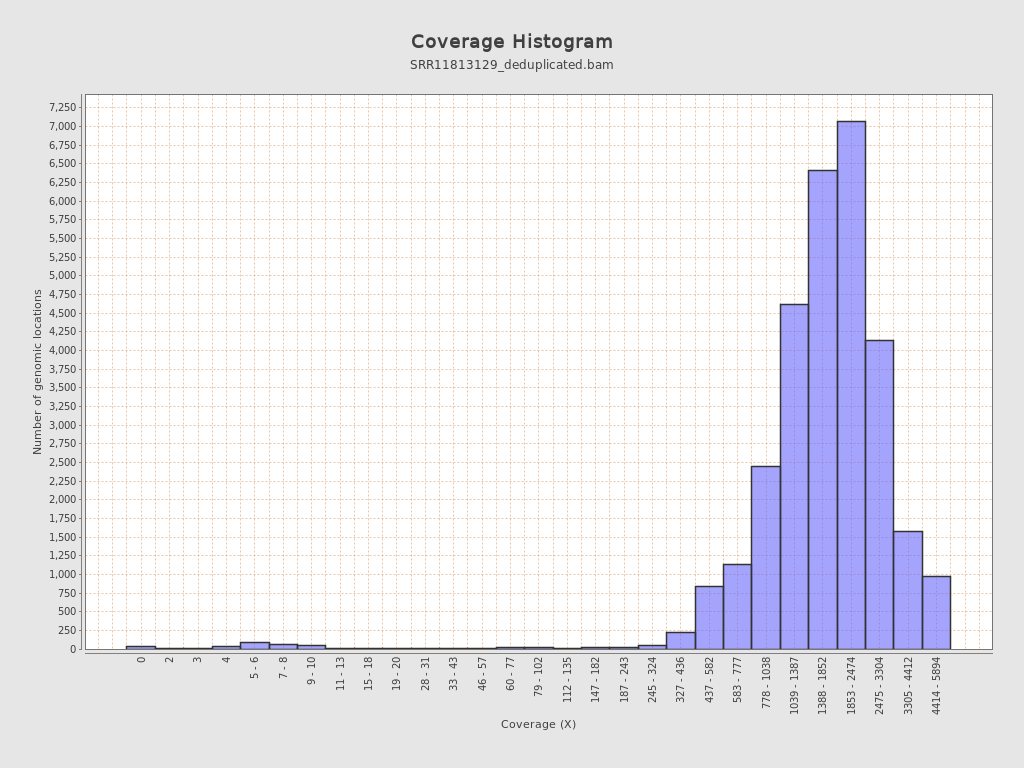 Coverage Histogram
SRR11813129_deduplicated.bam
Number of genomic locations
7,250
7,000
6,750
6,500
6,250
6,000
5,750
5,500
5,250
5,000
4,750
4,500
4,250
4,000
3,750
3,500
3,250
3,000
2,750
2,500
2,250
2,000
1,750
1,500
1,250
1,000
750
500
250
0
0
2
3
4
5 - 6
7 - 8
9 - 10
11 - 13
15 - 18
19 - 20
28 - 31
33 - 43
46 - 57
60 - 77
79 - 102
112 - 135
147 - 182
187 - 243
245 - 324
327 - 436
437 - 582
583 - 777
778 - 1038
1039 - 1387
1388 - 1852
1853 - 2474
2475 - 3304
3305 - 4412
4414 - 5894
Coverage (X)